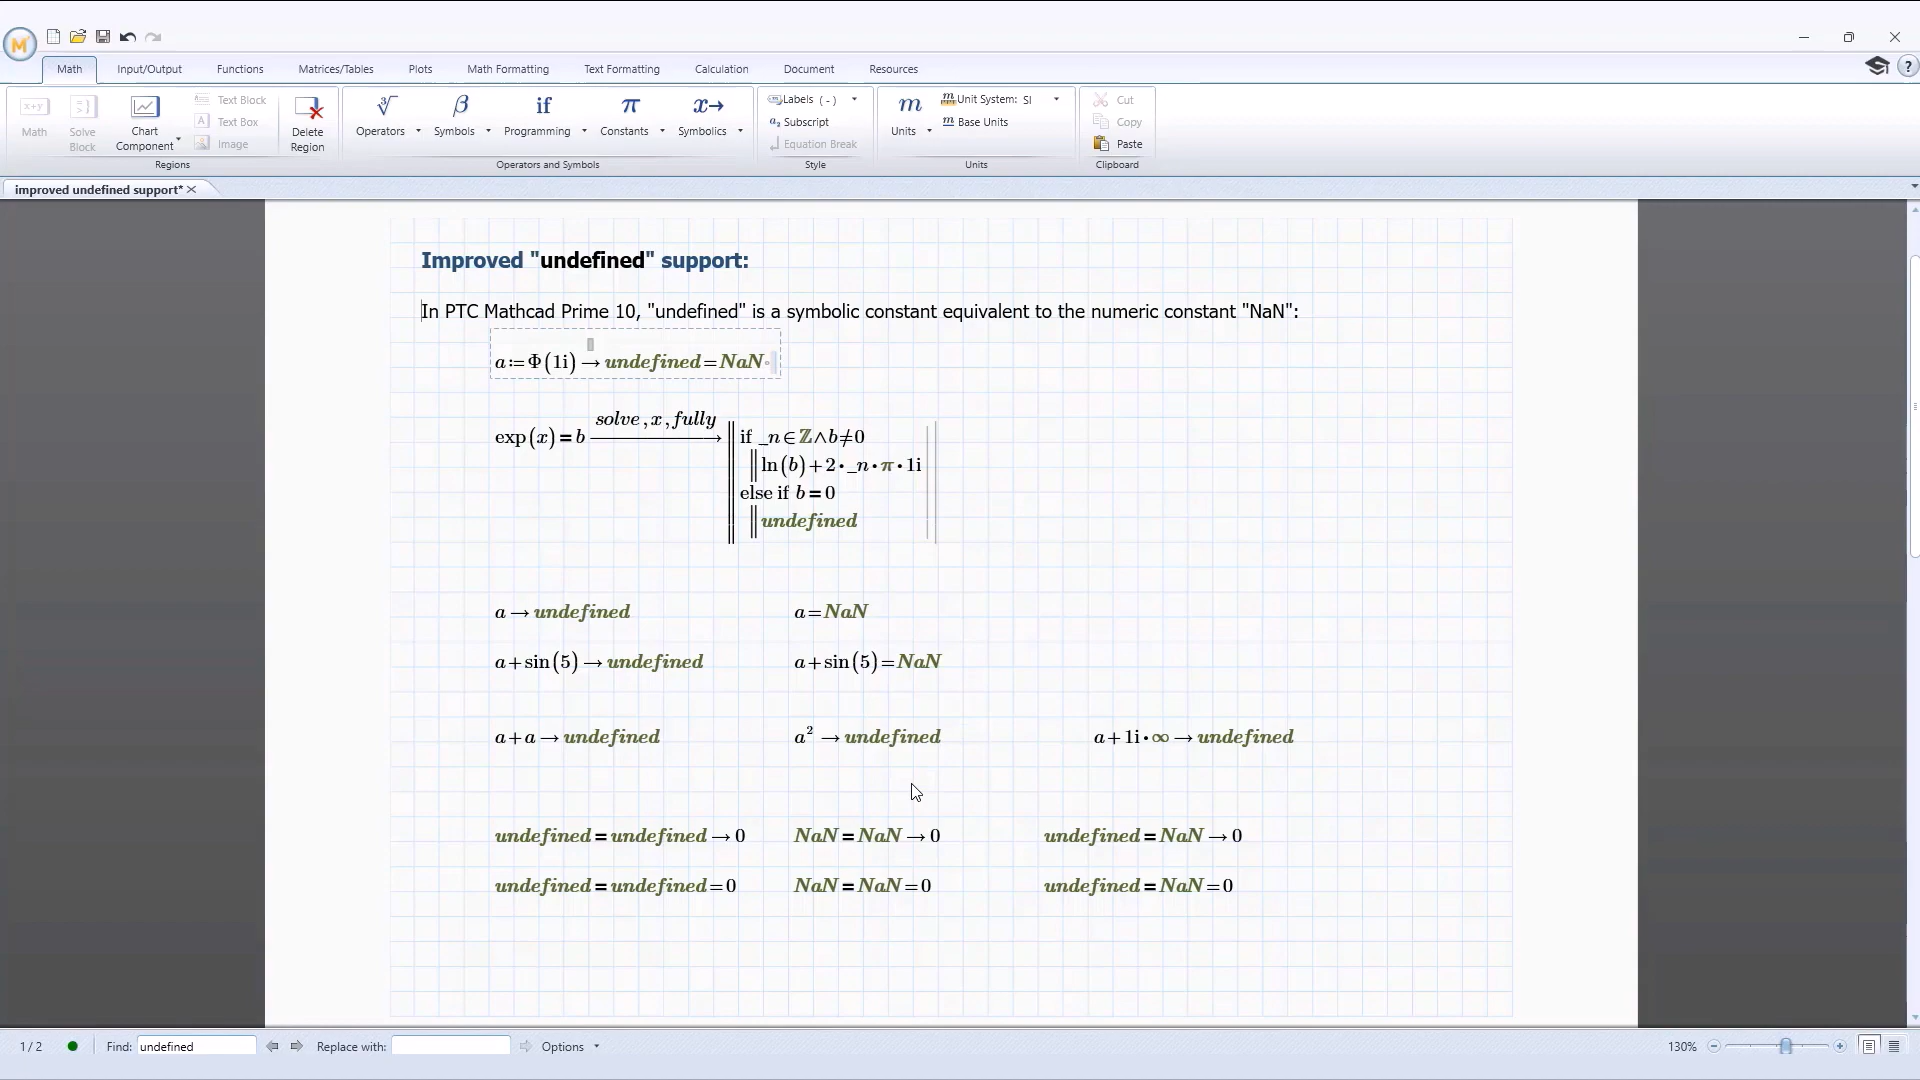 M
Math Input/Output Functions Matrices/Tables Plots Math Formatting Text Formatting Calculation Document Resources
?
x+y
Math
Solve Block
Chart Component
Text Block
Text Box
Image
Delete Region
Regions
∛ Operators
β Symbols
if Programming
π Constants
x→ Symbolics
Operators and Symbols
Labels ( - )
Subscript
Equation Break
Style
m Units
Unit System: SI
Base Units
Units
Cut
Copy
Paste
Clipboard
improved undefined support*
Improved "undefined" support:
In PTC Mathcad Prime 10, "undefined" is a symbolic constant equivalent to the numeric constant "NaN":
a:=Φ(1i)→undefined=NaN
solve,x,fully
exp(x)=b → if _n∈ℤ∧b≠0
ln(b)+2·_n·π·1i
else if b=0
undefined
a→undefined a=NaN
a+sin(5)→undefined a+sin(5)=NaN
a+a→undefined a² →undefined a+1i·∞→undefined
undefined=undefined→0 NaN=NaN→0 undefined=NaN→0
undefined=undefined=0 NaN=NaN=0 undefined=NaN=0
1 / 2 Find: undefined Replace with: Options 130%